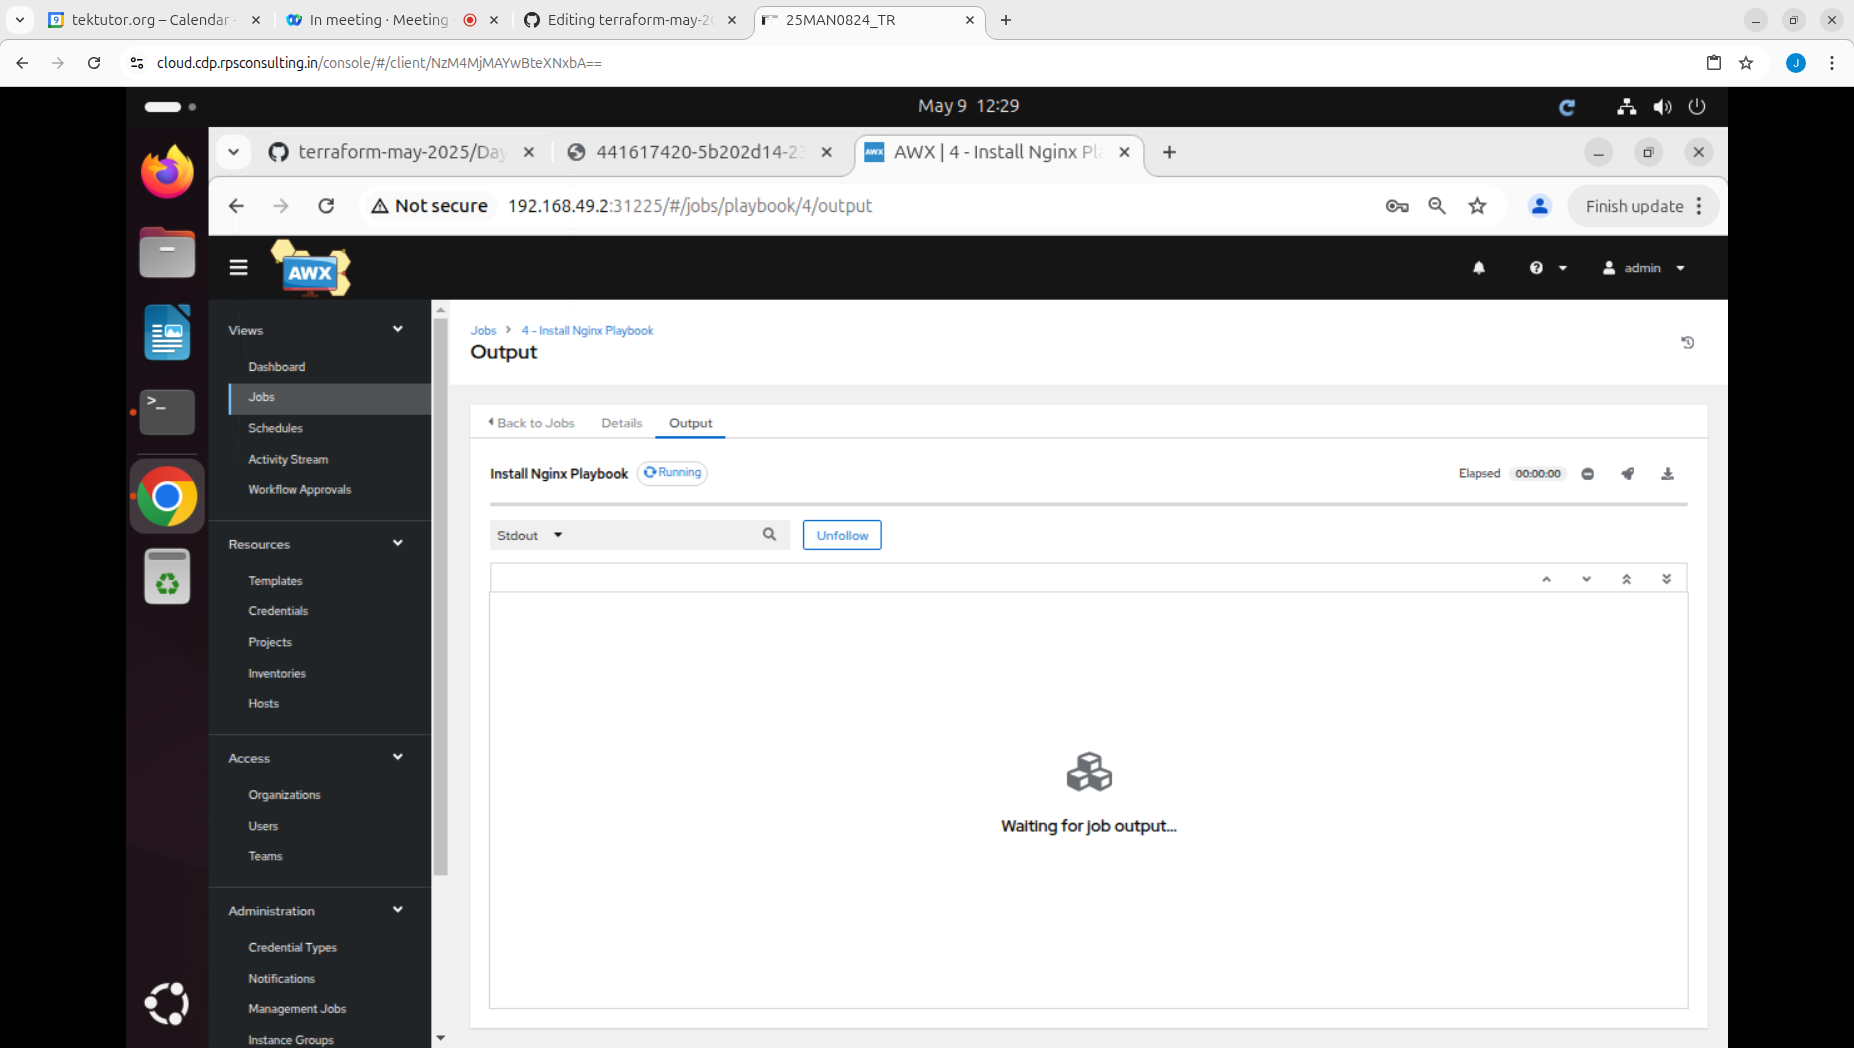 tektutor.org – Calendar
In meeting · Meeting
Editing terraform-may-20
25MAN0824_TR
cloud.cdp.rpsconsulting.in/console/#/client/NzM4MjMAYwBteXNxbA==
J
May 9 12:29
terraform-may-2025/Day
441617420-5b202d14-23
AWX | 4 - Install Nginx Pla
Not secure
192.168.49.2:31225/#/jobs/playbook/4/output
Finish update
AWX
admin
Views
Dashboard
Jobs
Schedules
Activity Stream
Workflow Approvals
Resources
Templates
Credentials
Projects
Inventories
Hosts
Access
Organizations
Users
Teams
Administration
Credential Types
Notifications
Management Jobs
Instance Groups
Jobs > 4 - Install Nginx Playbook
Output
Back to Jobs
Details
Output
Install Nginx Playbook
Running
Elapsed 00:00:00
Stdout
Unfollow
Waiting for job output...